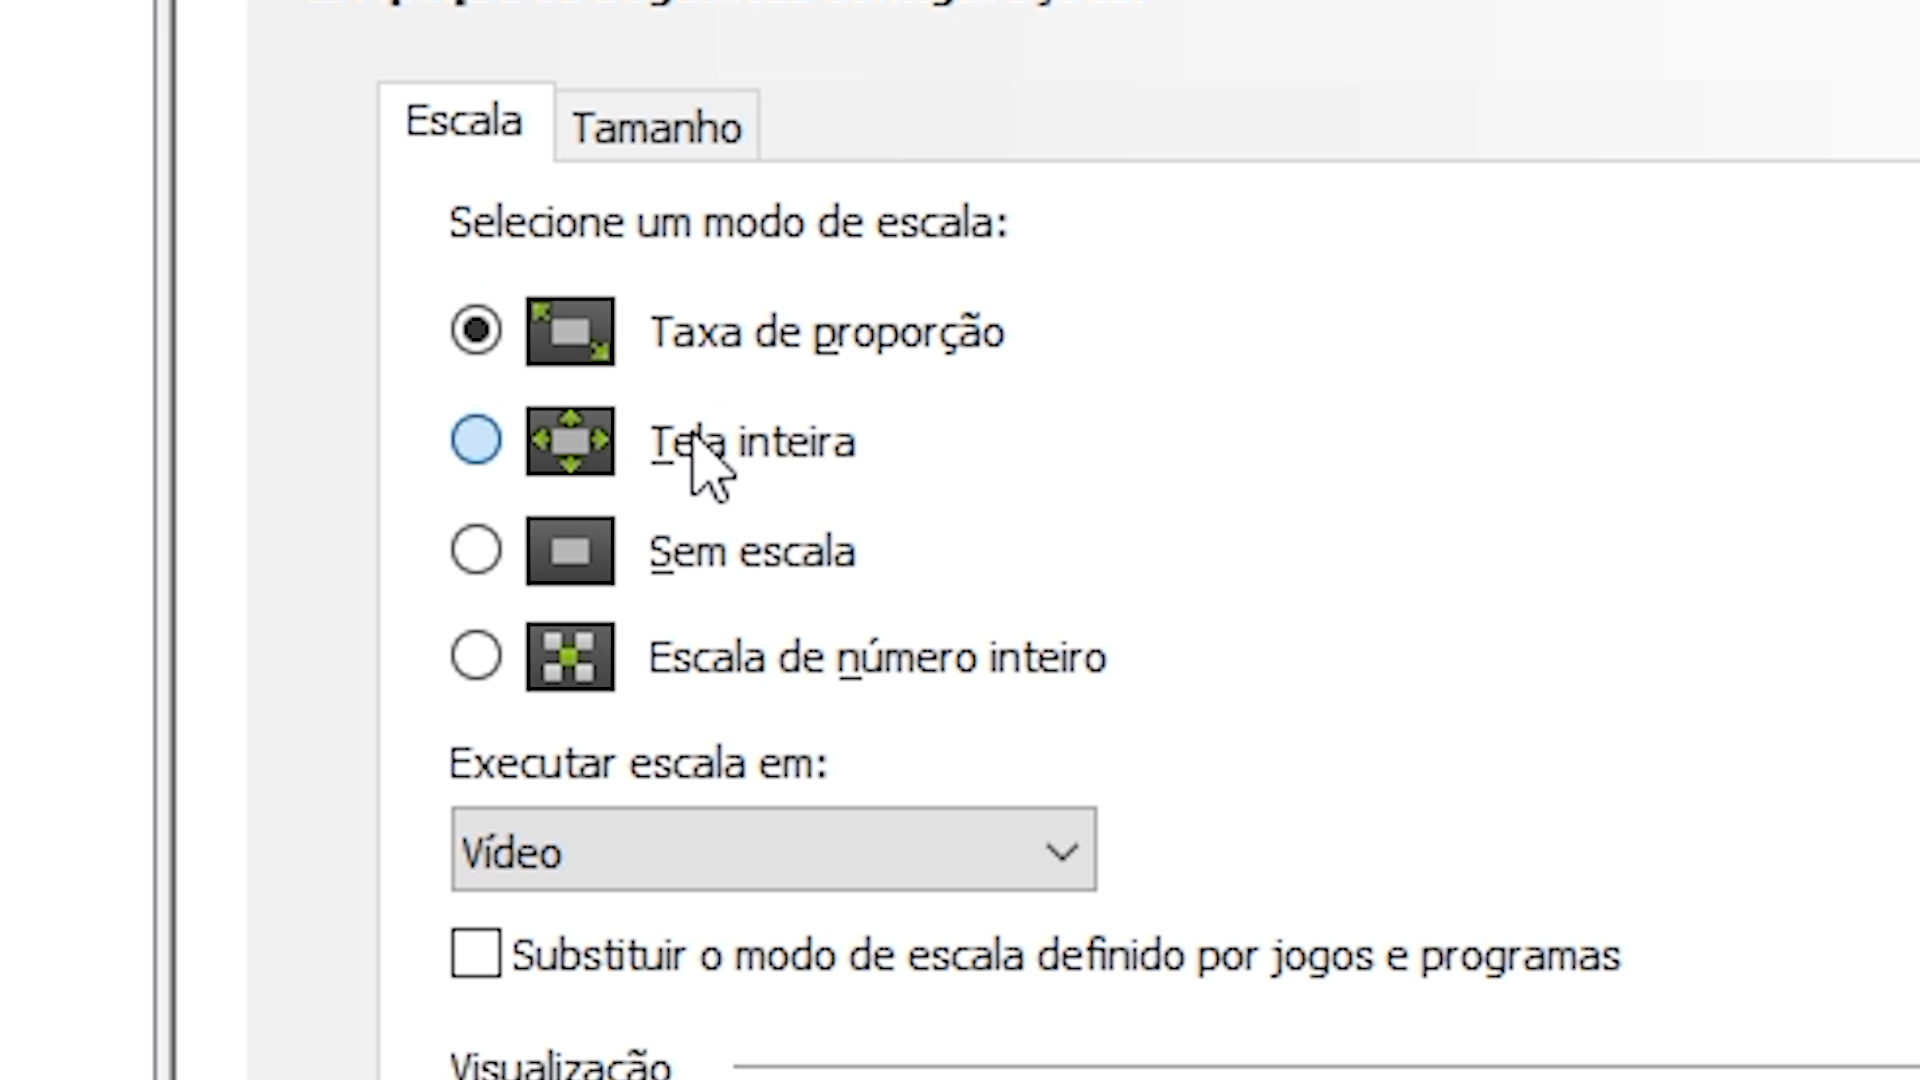 Escala
Tamanho
Selecione um modo de escala:
Taxa de proporção
Tela inteira
Sem escala
Escala de número inteiro
Executar escala em:
Vídeo
Substituir o modo de escala definido por jogos e programas
Visualização